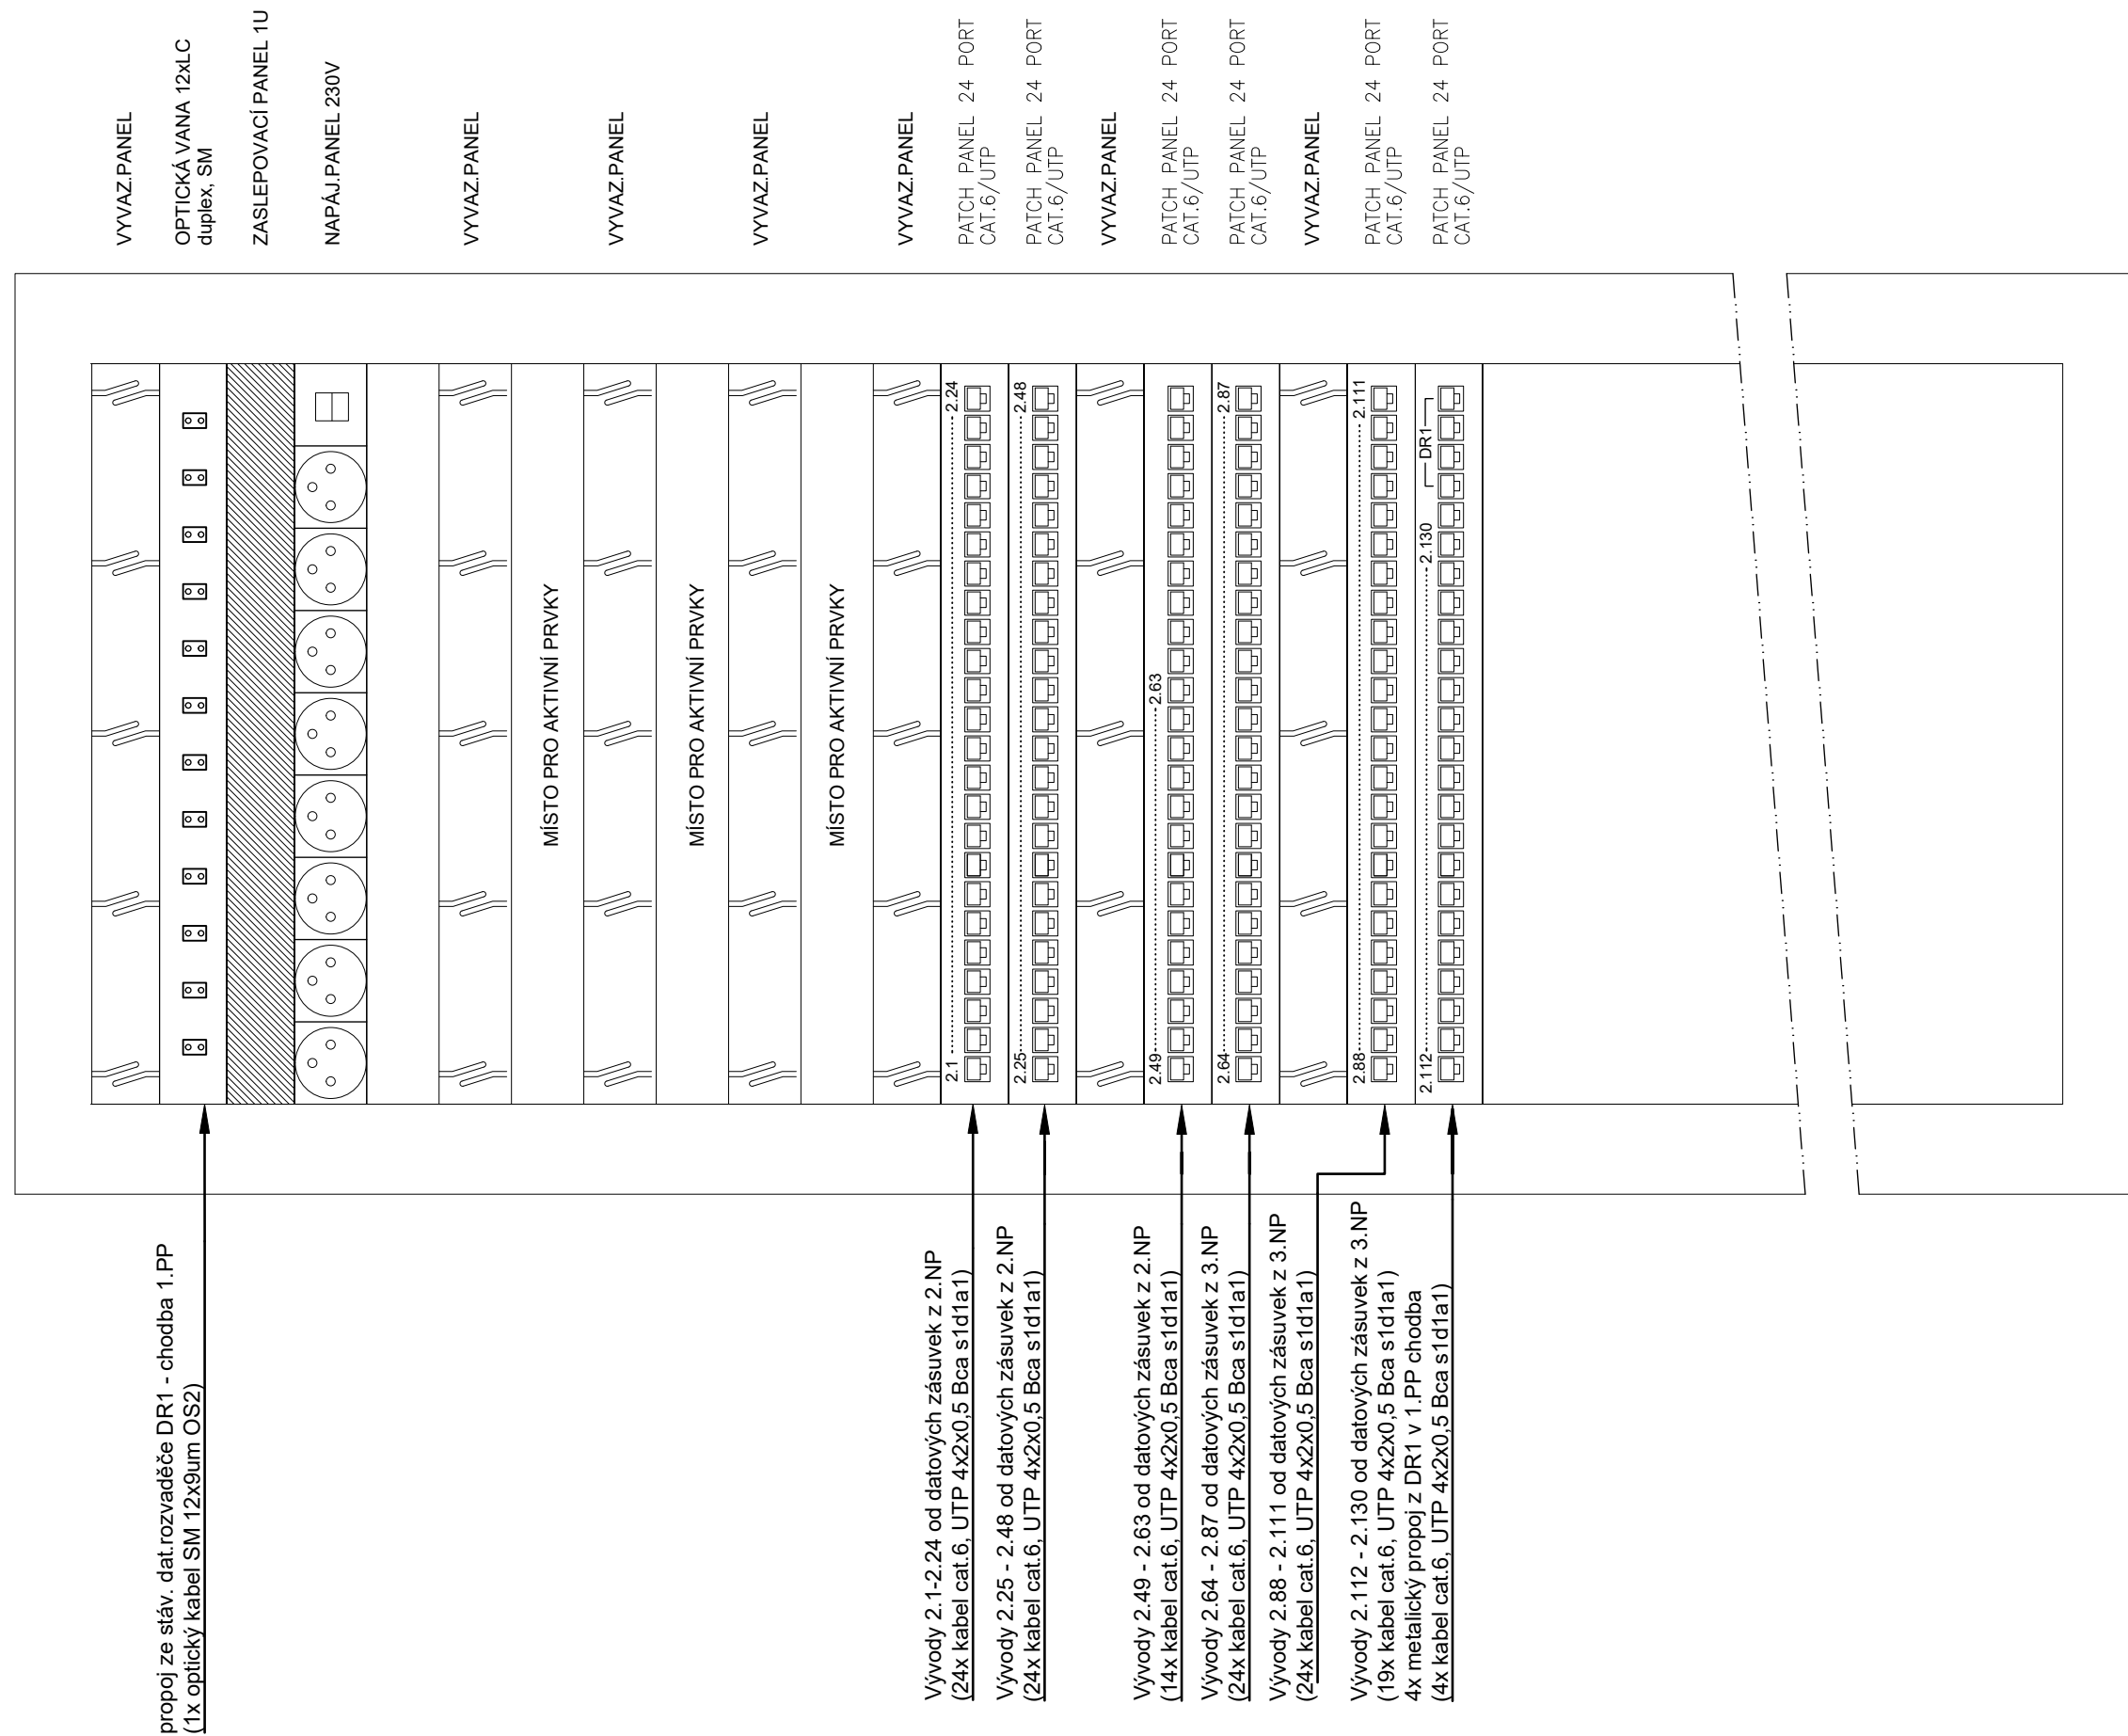 VYVAZ.PANEL
OPTICKÁ VANA 12xLC
duplex, SM
ZASLEPOVACÍ PANEL 1U
NAPÁJ.PANEL 230V
VYVAZ.PANEL
VYVAZ.PANEL
VYVAZ.PANEL
VYVAZ.PANEL
PATCH PANEL 24 PORT
CAT.6/UTP
PATCH PANEL 24 PORT
CAT.6/UTP
VYVAZ.PANEL
PATCH PANEL 24 PORT
CAT.6/UTP
PATCH PANEL 24 PORT
CAT.6/UTP
VYVAZ.PANEL
PATCH PANEL 24 PORT
CAT.6/UTP
PATCH PANEL 24 PORT
CAT.6/UTP
MÍSTO PRO AKTIVNÍ PRVKY
MÍSTO PRO AKTIVNÍ PRVKY
MÍSTO PRO AKTIVNÍ PRVKY
2.1 2.24
2.25 2.48
2.49 2.63
2.64 2.87
2.88 2.111
2.112 2.130 DR1
propoj ze stáv. dat.rozvaděče DR1 - chodba 1.PP
(1x optický kabel SM 12x9um OS2)
Vývody 2.1-2.24 od datových zásuvek z 2.NP
(24x kabel cat.6, UTP 4x2x0,5 Bca s1d1a1)
Vývody 2.25 - 2.48 od datových zásuvek z 2.NP
(24x kabel cat.6, UTP 4x2x0,5 Bca s1d1a1)
Vývody 2.49 - 2.63 od datových zásuvek z 2.NP
(14x kabel cat.6, UTP 4x2x0,5 Bca s1d1a1)
Vývody 2.64 - 2.87 od datových zásuvek z 3.NP
(24x kabel cat.6, UTP 4x2x0,5 Bca s1d1a1)
Vývody 2.88 - 2.111 od datových zásuvek z 3.NP
(24x kabel cat.6, UTP 4x2x0,5 Bca s1d1a1)
Vývody 2.112 - 2.130 od datových zásuvek z 3.NP
(19x kabel cat.6, UTP 4x2x0,5 Bca s1d1a1)
4x metalický propoj z DR1 v 1.PP chodba
(4x kabel cat.6, UTP 4x2x0,5 Bca s1d1a1)